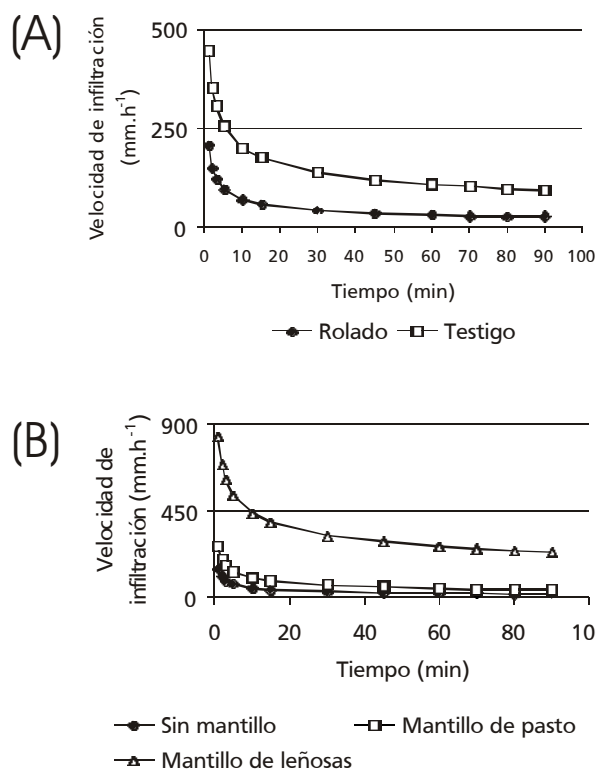 (A)
Velocidad de infiltración
(mm.h⁻¹)
500
250
0
0 10 20 30 40 50 60 70 80 90 100
Tiempo (min)
Rolado Testigo
(B)
Velocidad de
infiltración (mm.h⁻¹)
900
450
0
0 20 40 60 80 10
Tiempo (min)
Sin mantillo Mantillo de pasto
Mantillo de leñosas